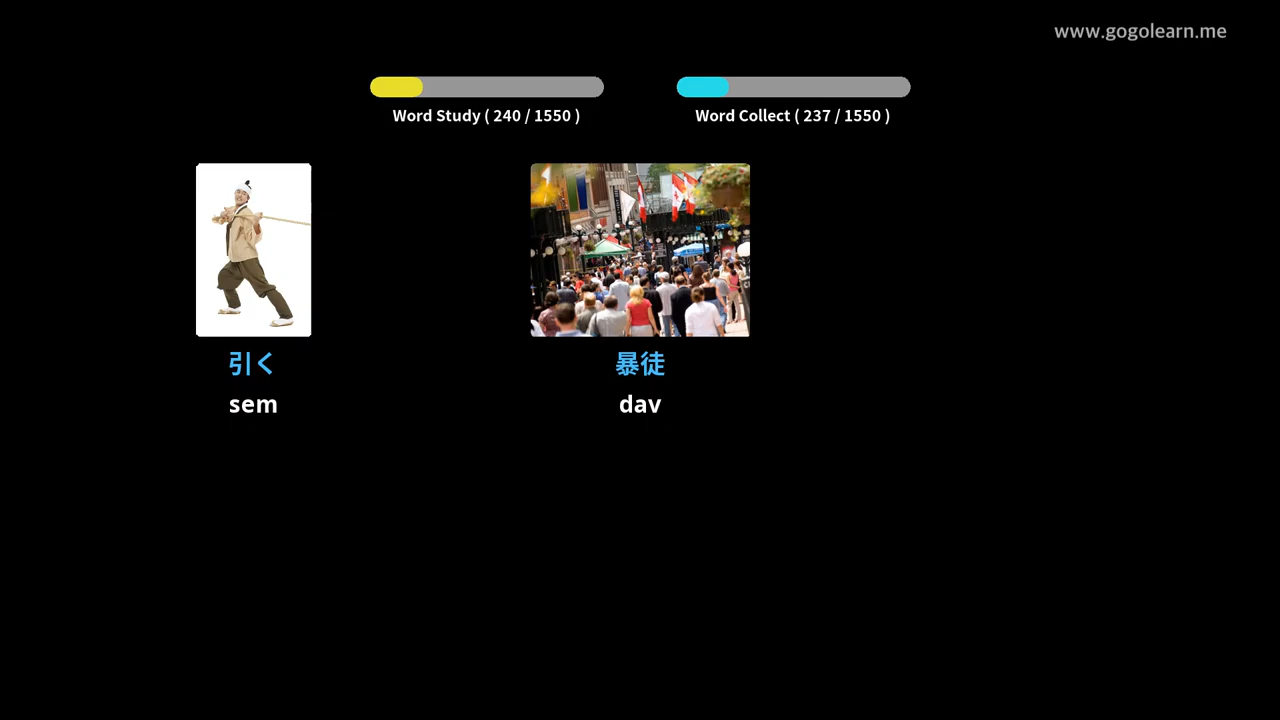 www.gogolearn.me
Word Study ( 240 / 1550 )
Word Collect ( 237 / 1550 )
引く
sem
暴徒
dav